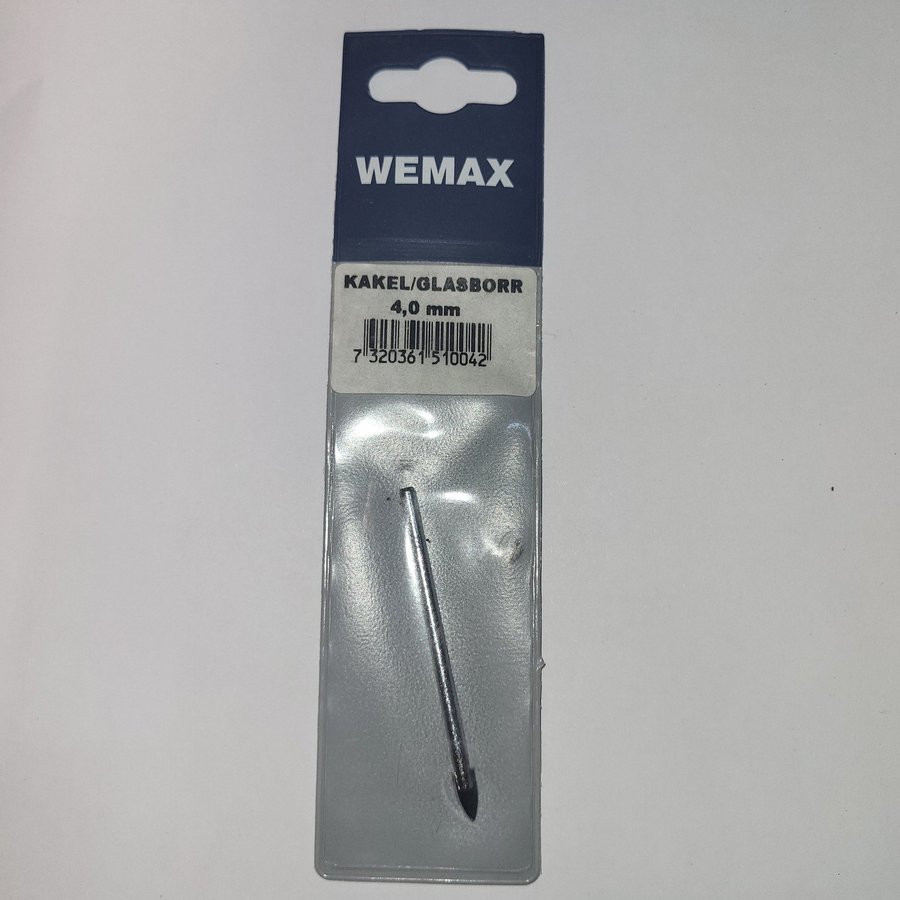 WEMAX
KAKEL/GLASBORR
4,0 mm
7 320361 510042